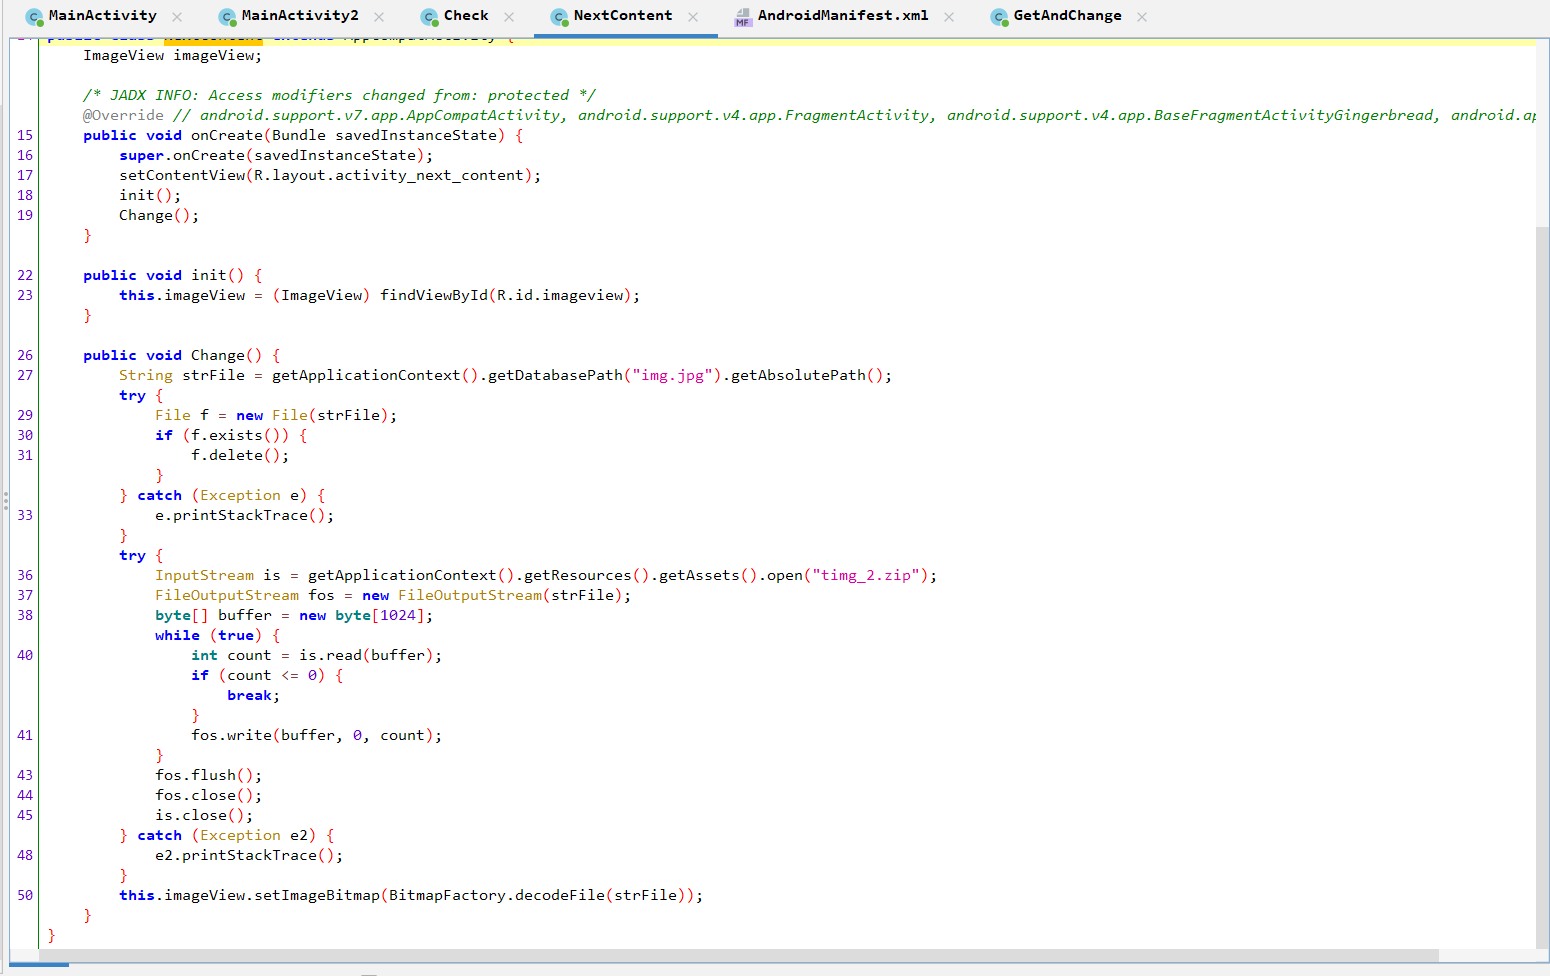 MainActivity MainActivity2 Check NextContent MF AndroidManifest.xml GetAndChange
ImageView imageView;
/* JADX INFO: Access modifiers changed from: protected */
@Override // android.support.v7.app.AppCompatActivity, android.support.v4.app.FragmentActivity, android.support.v4.app.BaseFragmentActivityGingerbread, android.ap
15 public void onCreate(Bundle savedInstanceState) {
16 super.onCreate(savedInstanceState);
17 setContentView(R.layout.activity_next_content);
18 init();
19 Change();
}
22 public void init() {
23 this.imageView = (ImageView) findViewById(R.id.imageview);
}
26 public void Change() {
27 String strFile = getApplicationContext().getDatabasePath("img.jpg").getAbsolutePath();
try {
29 File f = new File(strFile);
30 if (f.exists()) {
31 f.delete();
}
} catch (Exception e) {
33 e.printStackTrace();
}
try {
36 InputStream is = getApplicationContext().getResources().getAssets().open("timg_2.zip");
37 FileOutputStream fos = new FileOutputStream(strFile);
38 byte[] buffer = new byte[1024];
while (true) {
40 int count = is.read(buffer);
if (count <= 0) {
break;
}
41 fos.write(buffer, 0, count);
}
43 fos.flush();
44 fos.close();
45 is.close();
} catch (Exception e2) {
48 e2.printStackTrace();
}
50 this.imageView.setImageBitmap(BitmapFactory.decodeFile(strFile));
}
}